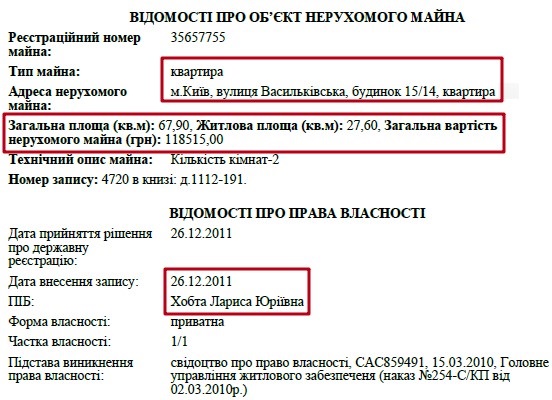 ВІДОМОСТІ ПРО ОБ’ЄКТ НЕРУХОМОГО МАЙНА
Реєстраційний номер майна: 35657755
Тип майна: квартира
Адреса нерухомого майна: м.Київ, вулиця Васильківська, будинок 15/14, квартира
Загальна площа (кв.м): 67,90, Житлова площа (кв.м): 27,60, Загальна вартість
нерухомого майна (грн): 118515,00
Технічний опис майна: Кількість кімнат-2
Номер запису: 4720 в книзі: д.1112-191.
ВІДОМОСТІ ПРО ПРАВА ВЛАСНОСТІ
Дата прийняття рішення про державну реєстрацію: 26.12.2011
Дата внесення запису: 26.12.2011
ПІБ: Хобта Лариса Юріївна
Форма власності: приватна
Частка власності: 1/1
Підстава виникнення права власності: свідоцтво про право власності, САС859491, 15.03.2010, Головне
управління житлового забезпеченя (наказ №254-С/КП від
02.03.2010р.)